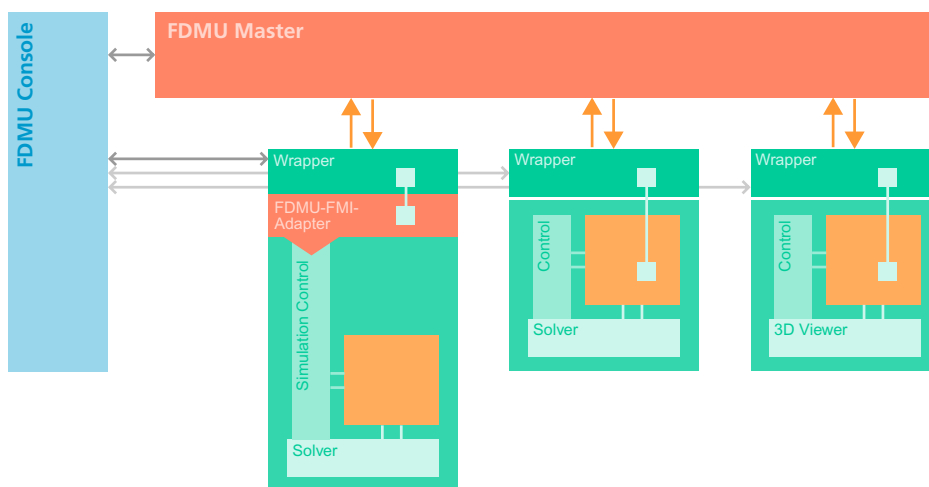 FDMU Console
FDMU Master
Wrapper
FDMU-FMI-
Adapter
Simulation Control
Solver
Wrapper
Control
Solver
Wrapper
Control
3D Viewer